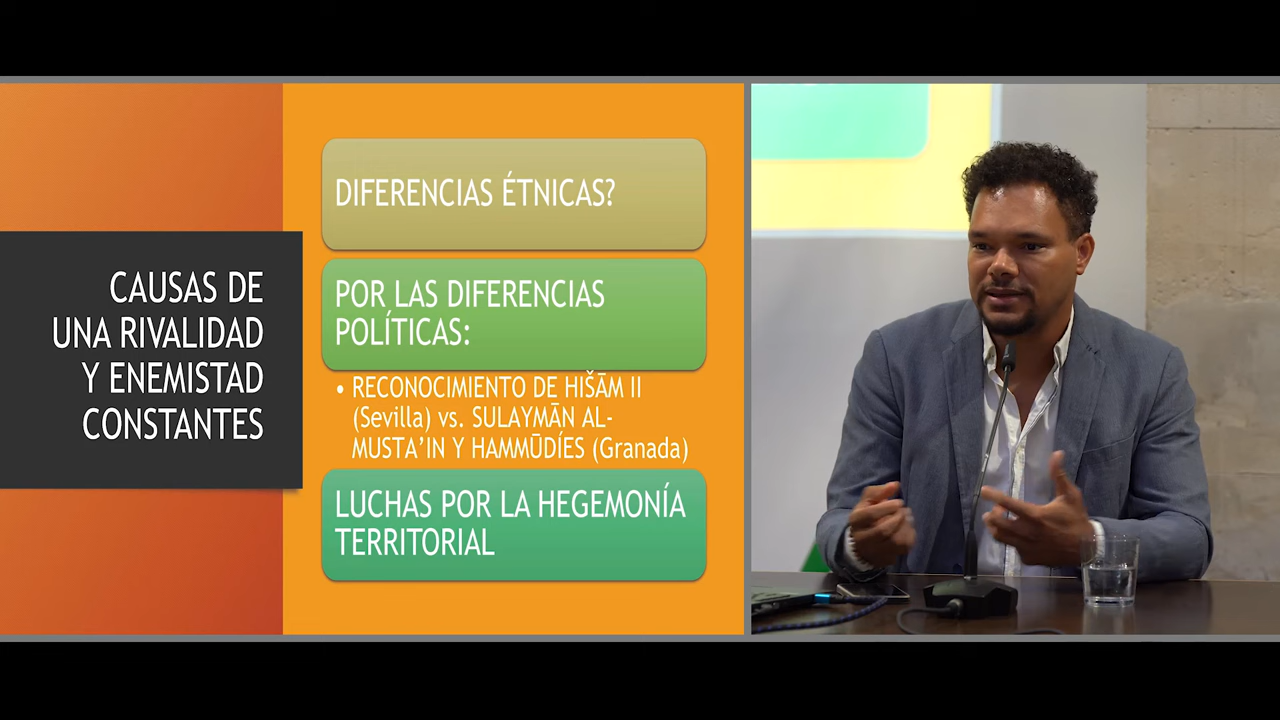 CAUSAS DE
UNA RIVALIDAD
Y ENEMISTAD
CONSTANTES
DIFERENCIAS ÉTNICAS?
POR LAS DIFERENCIAS
POLÍTICAS:
• RECONOCIMIENTO DE HIŠĀM II
(Sevilla) vs. SULAYMĀN AL-
MUSTA’IN Y HAMMŪDÍES (Granada)
LUCHAS POR LA HEGEMONÍA
TERRITORIAL